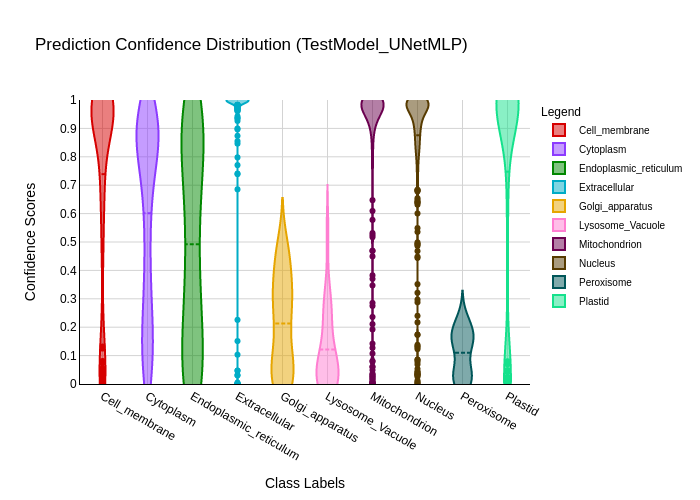 Prediction Confidence Distribution (TestModel_UNetMLP)
Confidence Scores
1
0.9
0.8
0.7
0.6
0.5
0.4
0.3
0.2
0.1
0
Cell_membrane
Cytoplasm
Endoplasmic_reticulum
Extracellular
Golgi_apparatus
Lysosome_Vacuole
Mitochondrion
Nucleus
Peroxisome
Plastid
Class Labels
Legend
Cell_membrane
Cytoplasm
Endoplasmic_reticulum
Extracellular
Golgi_apparatus
Lysosome_Vacuole
Mitochondrion
Nucleus
Peroxisome
Plastid